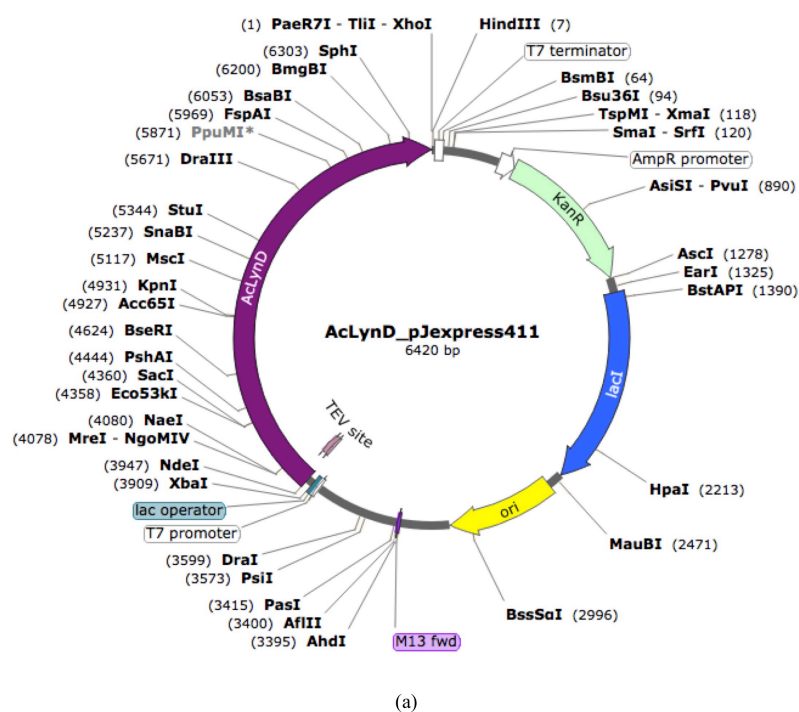 (1) PaeR7I - TliI - XhoI
HindIII (7)
(6303) SphI
T7 terminator
(6200) BmgBI
BsmBI (64)
(6053) BsaBI
Bsu36I (94)
(5969) FspAI
TspMI - XmaI (118)
(5871) PpuMI*
SmaI - SrfI (120)
(5671) DraIII
AmpR promoter
AsiSI - PvuI (890)
KanR
(5344) StuI
(5237) SnaBI
(5117) MscI
AscI (1278)
AcLynD
EarI (1325)
(4931) KpnI
BstAPI (1390)
(4927) Acc65I
(4624) BseRI
AcLynD_pJexpress411
6420 bp
(4444) PshAI
lacI
(4360) SacI
(4358) Eco53kI
TEV site
(4080) NaeI
(4078) MreI - NgoMIV
(3947) NdeI
HpaI (2213)
(3909) XbaI
lac operator
ori
T7 promoter
MauBI (2471)
(3599) DraI
(3573) PsiI
(3415) PasI
BssSαI (2996)
(3400) AflII
(3395) AhdI
M13 fwd
(a)